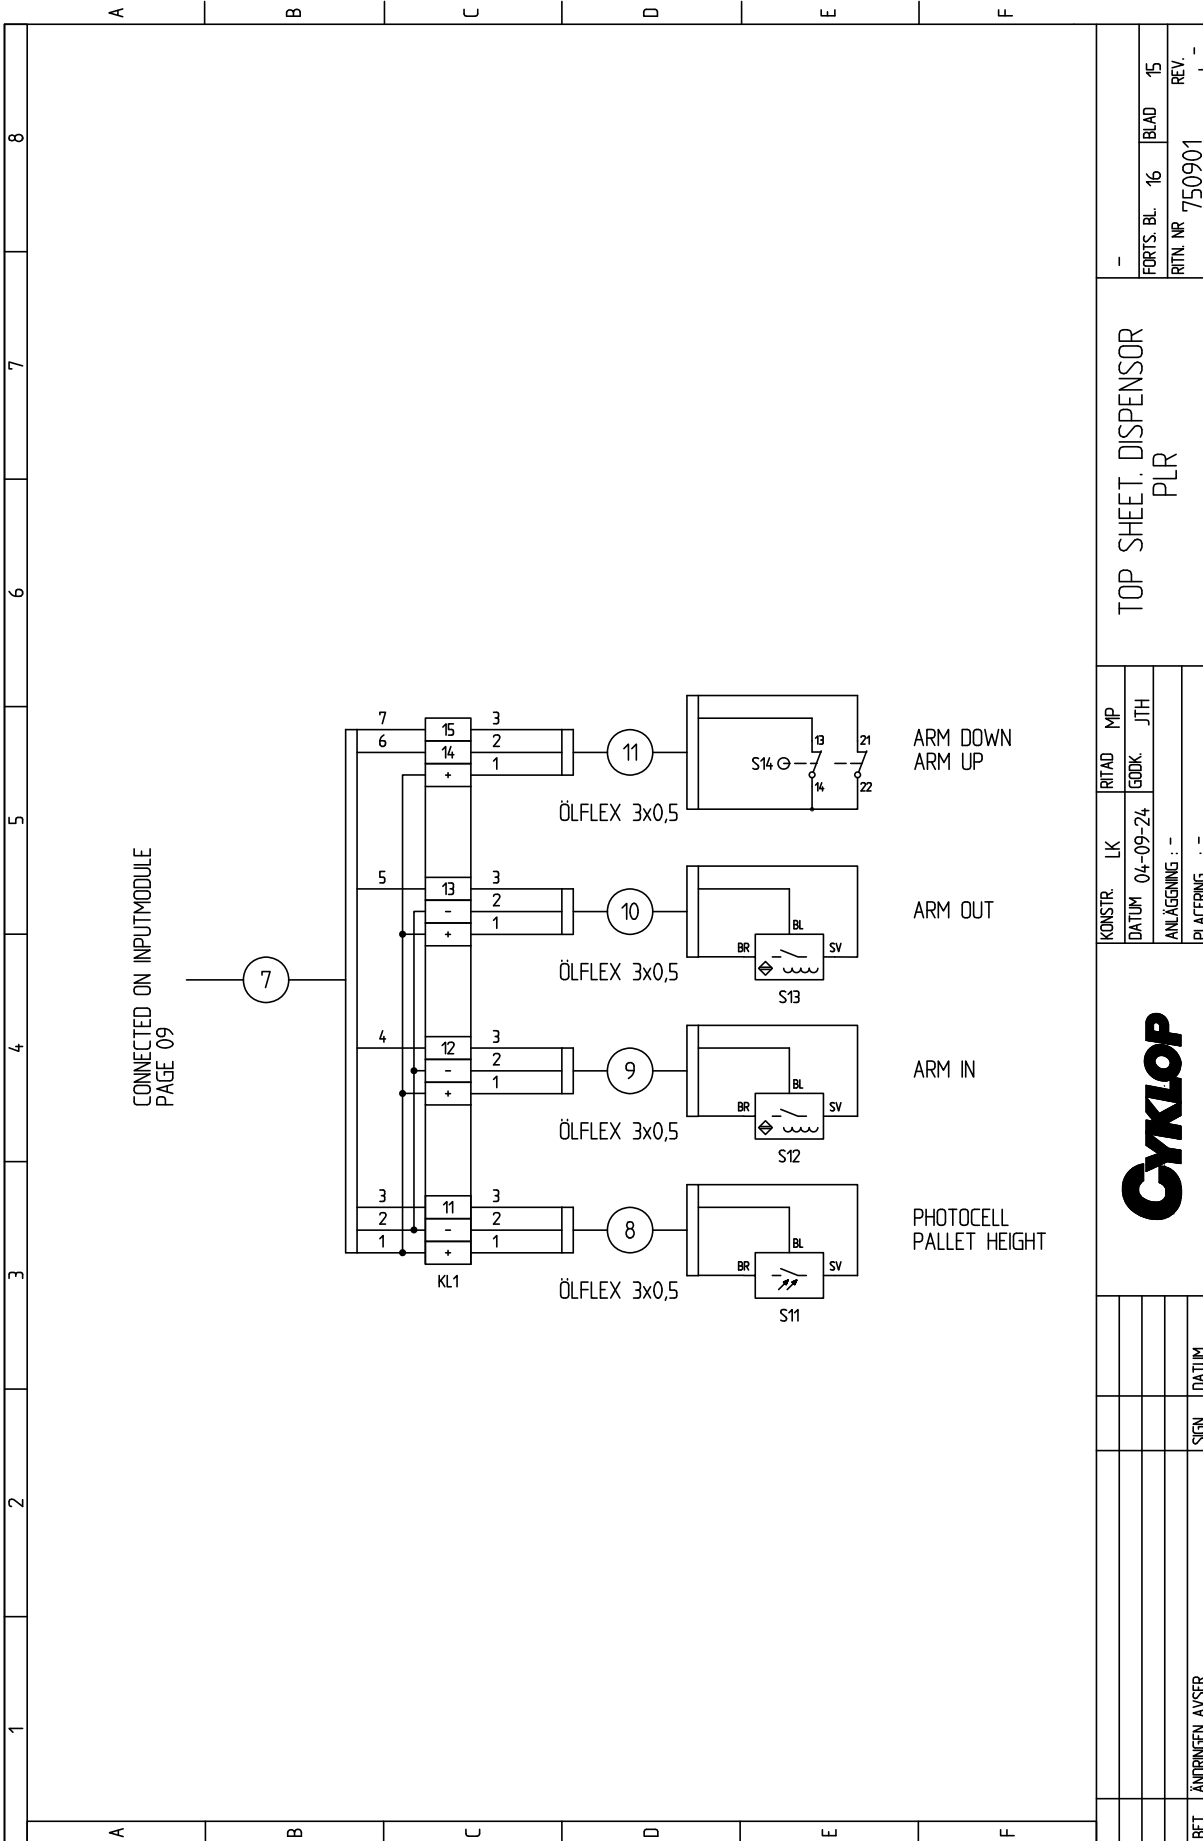 A B C D E F
8
7
6
5
4
3
2
1
CONNECTED ON INPUTMODULE
PAGE 09
7
7
6
5
4
3
2
1
15
14
+
13
-
+
12
-
+
11
-
+
KL1
3
2
1
3
2
1
3
2
1
3
2
1
11
ÖLFLEX 3x0,5
10
ÖLFLEX 3x0,5
9
ÖLFLEX 3x0,5
8
ÖLFLEX 3x0,5
S14
13
14
21
22
ARM DOWN
ARM UP
BR
BL
SV
S13
ARM OUT
BR
BL
SV
S12
ARM IN
BR
BL
SV
S11
PHOTOCELL
PALLET HEIGHT
A B C D E F
BET ÄNDRINGEN AVSER SIGN DATUM
CYKLOP
KONSTR. LK RITAD MP
DATUM 04-09-24 GODK. JTH
ANLÄGGNING : -
PLACERING : -
TOP SHEET. DISPENSOR
PLR
-
FORTS. BL. 16 BLAD 15
RITN. NR 750901 REV. -